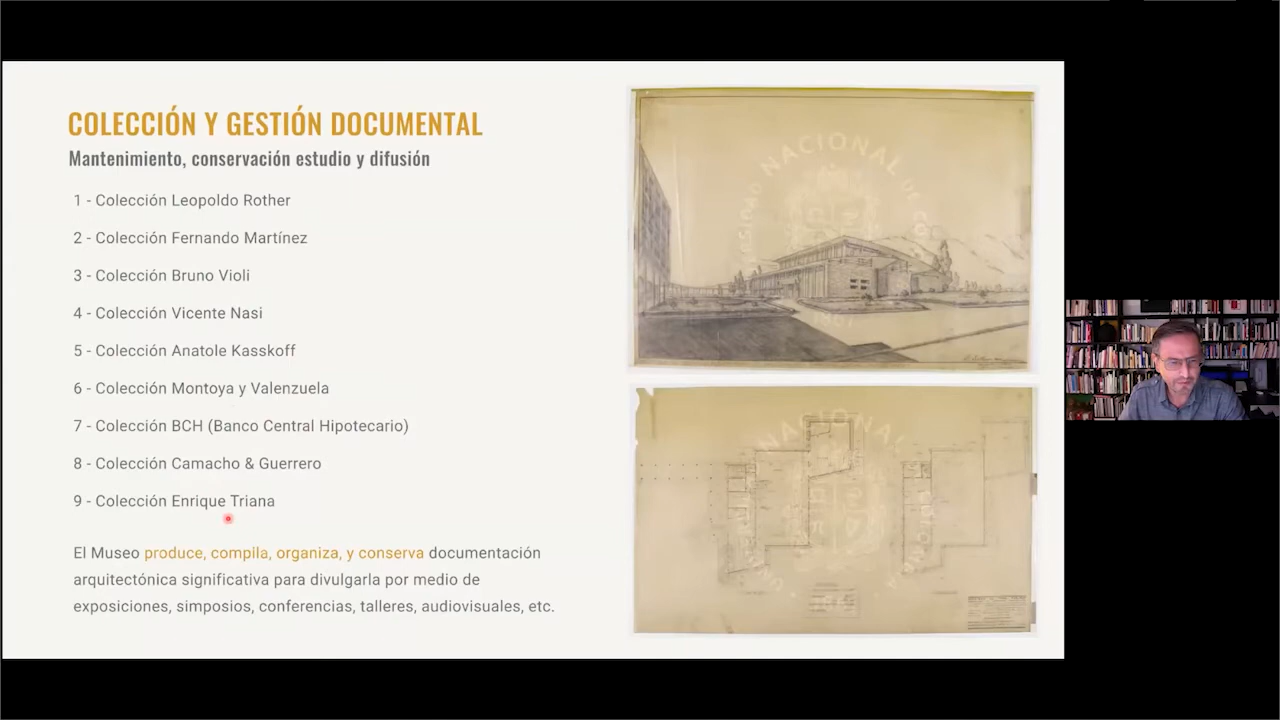 COLECCIÓN Y GESTIÓN DOCUMENTAL
Mantenimiento, conservación estudio y difusión
1 - Colección Leopoldo Rother
2 - Colección Fernando Martínez
3 - Colección Bruno Violi
4 - Colección Vicente Nasi
5 - Colección Anatole Kasskoff
6 - Colección Montoya y Valenzuela
7 - Colección BCH (Banco Central Hipotecario)
8 - Colección Camacho & Guerrero
9 - Colección Enrique Triana
El Museo produce, compila, organiza, y conserva documentación
arquitectónica significativa para divulgarla por medio de
exposiciones, simposios, conferencias, talleres, audiovisuales, etc.
NACIONAL
NACIONAL